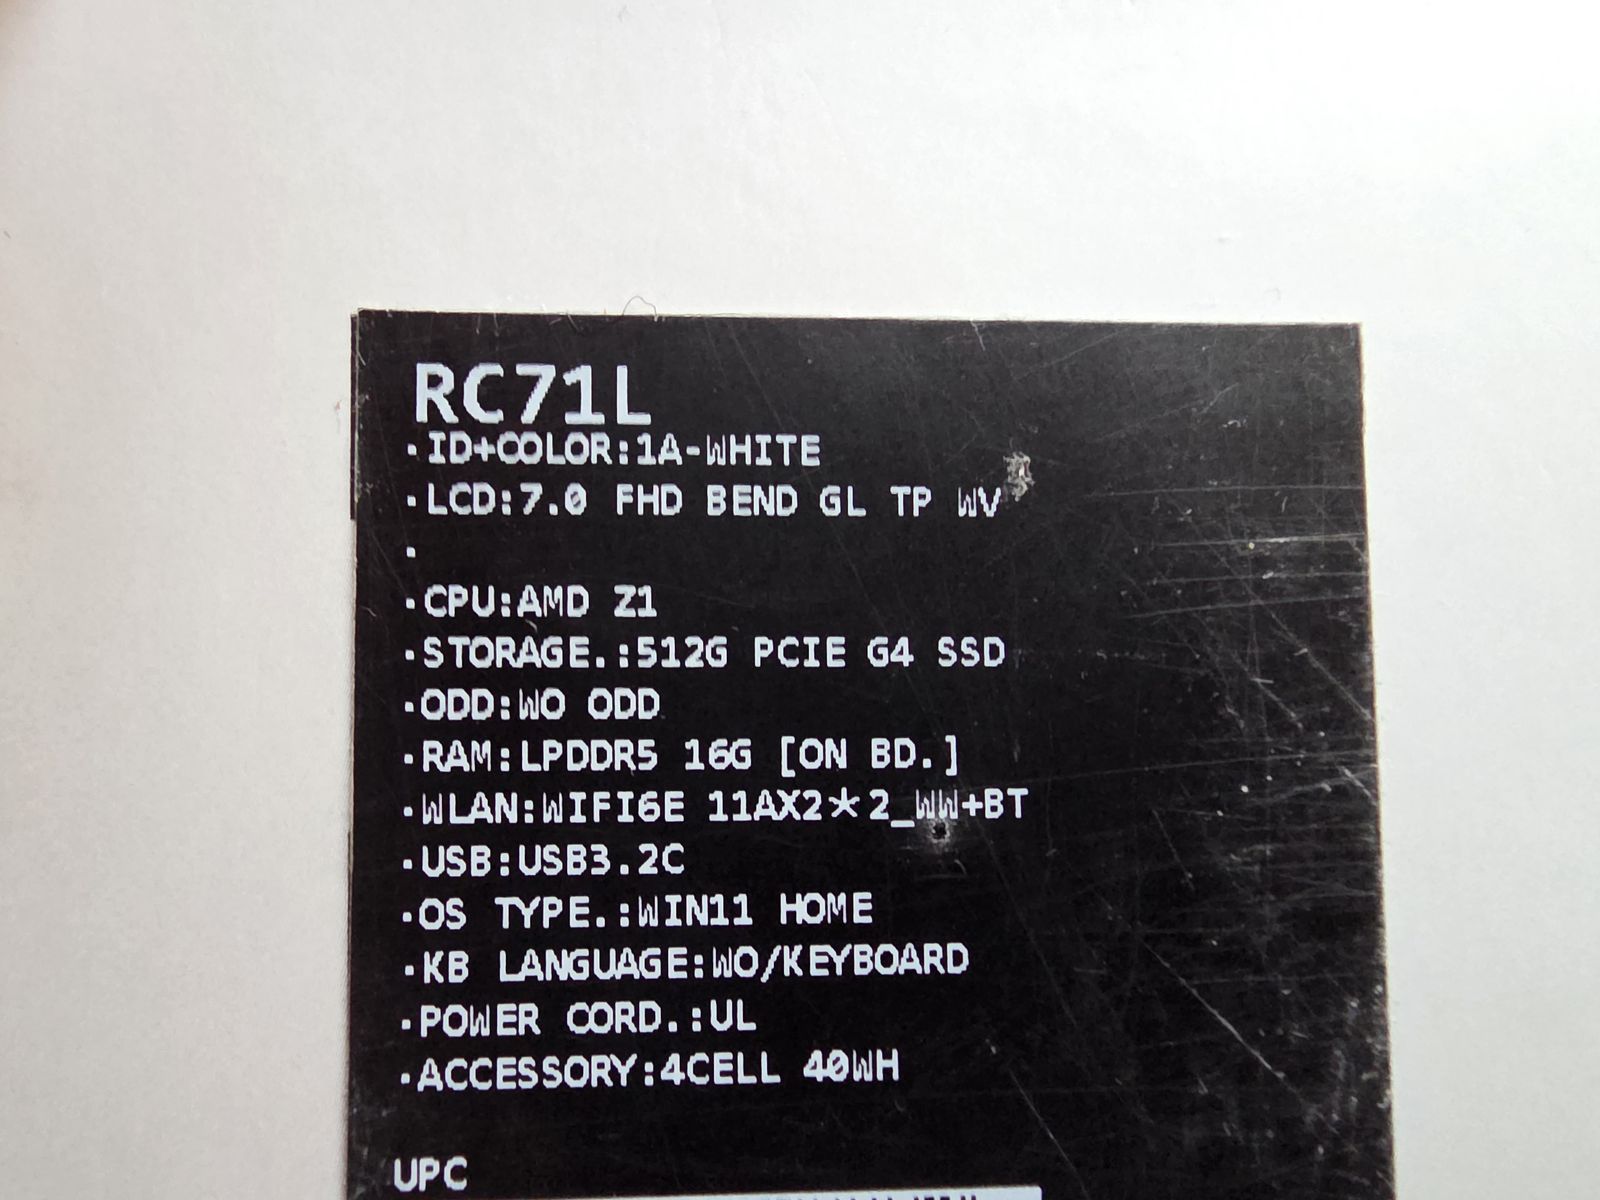 RC71L
·ID+COLOR:1A-WHITE
·LCD:7.0 FHD BEND GL TP WV
·
·CPU:AMD Z1
·STORAGE.:512G PCIE G4 SSD
·ODD:WO ODD
·RAM:LPDDR5 16G [ON BD.]
·WLAN:WIFI6E 11AX2*2_WW+BT
·USB:USB3.2C
·OS TYPE.:WIN11 HOME
·KB LANGUAGE:WO/KEYBOARD
·POWER CORD.:UL
·ACCESSORY:4CELL 40WH
UPC